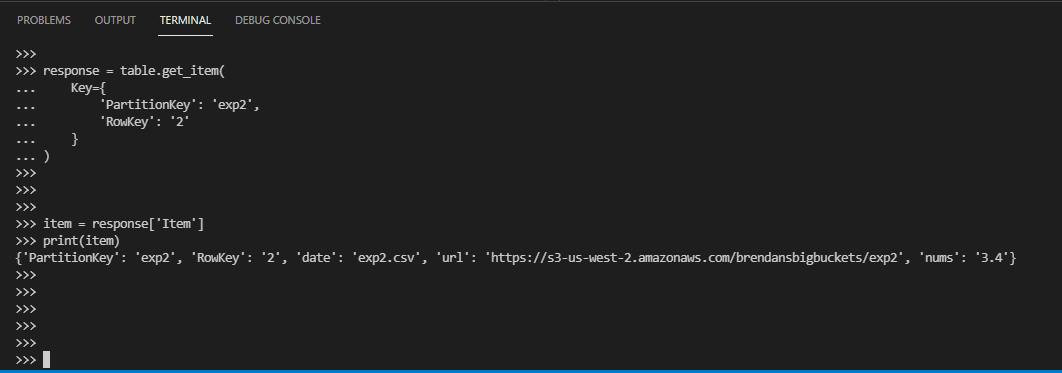 PROBLEMS OUTPUT TERMINAL DEBUG CONSOLE
>>>
>>> response = table.get_item(
...     Key={
...         'PartitionKey': 'exp2',
...         'RowKey': '2'
...     }
... )
>>>
>>>
>>>
>>> item = response['Item']
>>> print(item)
{'PartitionKey': 'exp2', 'RowKey': '2', 'date': 'exp2.csv', 'url': 'https://s3-us-west-2.amazonaws.com/brendansbigbuckets/exp2', 'nums': '3.4'}
>>>
>>>
>>>
>>>
>>>
>>>